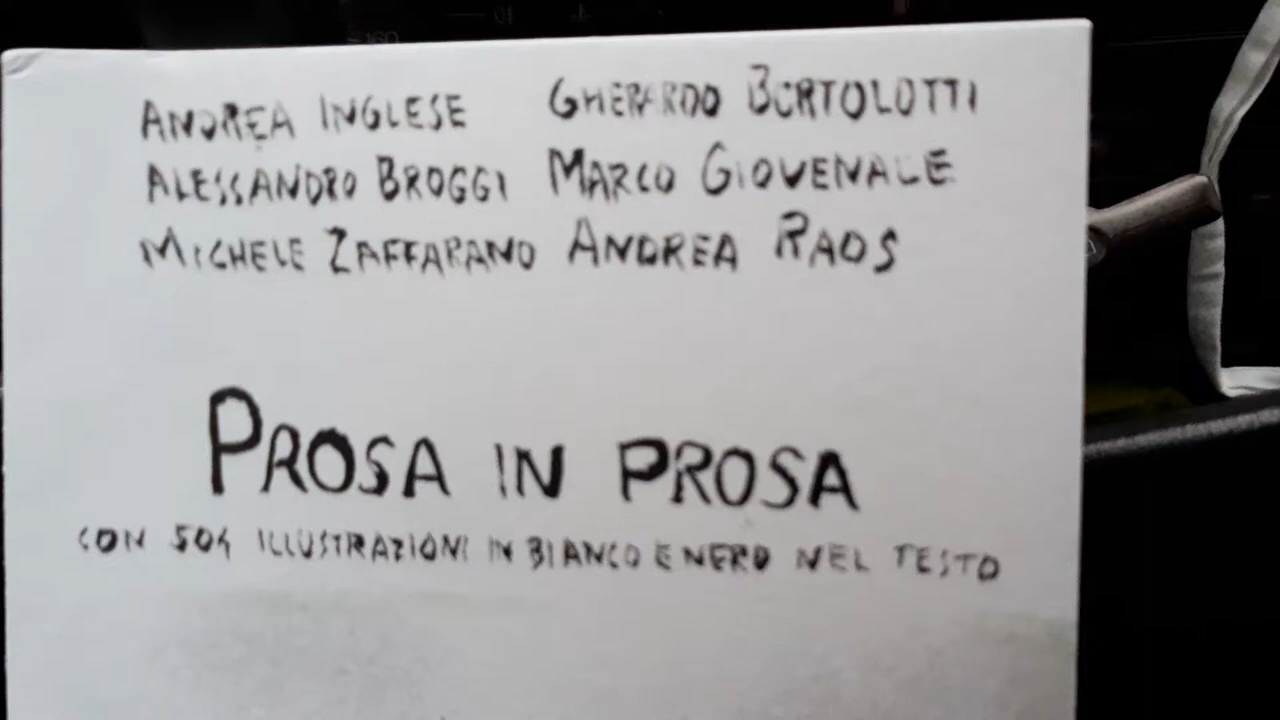 ANDREA INGLESE GHERARDO BORTOLOTTI
ALESSANDRO BROGGI MARCO GIOVENALE
MICHELE ZAFFARANO ANDREA RAOS
PROSA IN PROSA
CON 504 ILLUSTRAZIONI IN BIANCO E NERO NEL TESTO